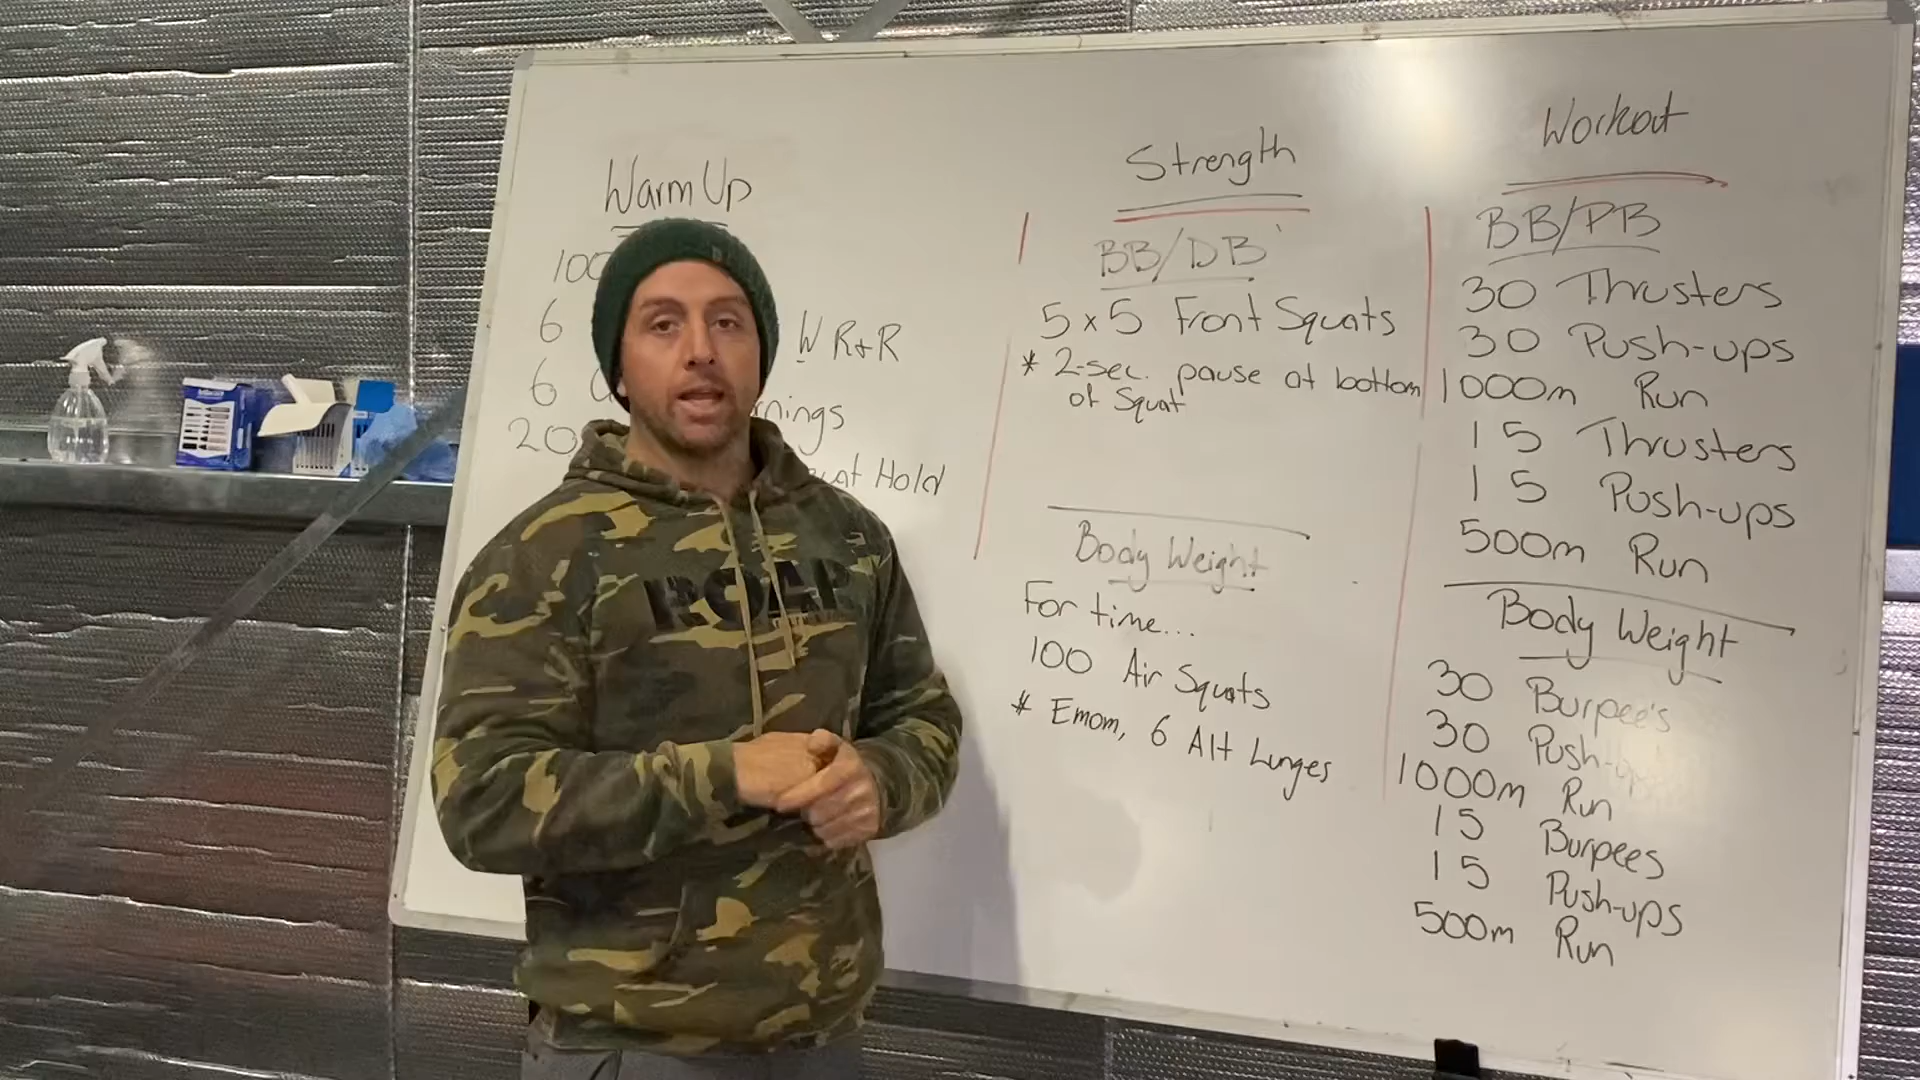 Warm Up
100
6 W R+R
6
20 Hold
Strength
BB/DB
5 x 5 Front Squats
* 2-sec. pause at bottom
of Squat
Body Weight
For time...
100 Air Squats
* Emom, 6 Alt Lunges
Workout
BB/PB
30 Thrusters
30 Push-ups
1000m Run
15 Thrusters
15 Push-ups
500m Run
Body Weight
30 Burpee's
30 Push-ups
1000m Run
15 Burpees
15 Push-ups
500m Run
ROAR